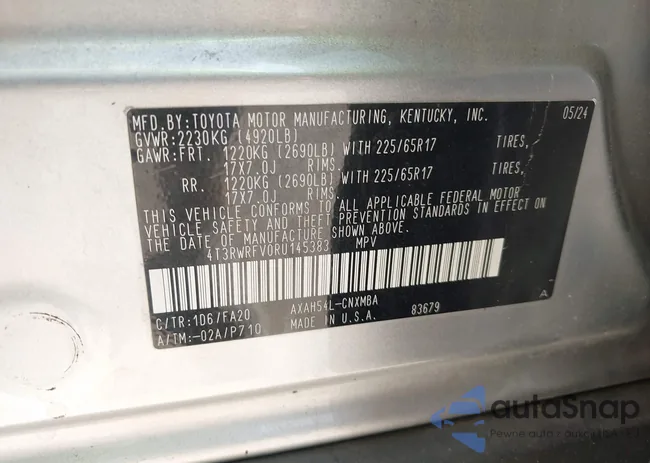 MFD.BY:TOYOTA MOTOR MANUFACTURING, KENTUCKY, INC. 05/24
GVWR:2230KG (4920LB)
GAWR:FRT. 1220KG (2690LB) WITH 225/65R17 TIRES,
17X7.0J RIMS
RR. 1220KG (2690LB) WITH 225/65R17 TIRES,
17X7.0J RIMS.
THIS VEHICLE CONFORMS TO ALL APPLICABLE FEDERAL MOTOR
VEHICLE SAFETY AND THEFT PREVENTION STANDARDS IN EFFECT ON
THE DATE OF MANUFACTURE SHOWN ABOVE.
4T3RWRFV0RU145383 MPV
C/TR:1D6/FA20 AXAH54L-CNXMBA 83679 A
A/TM:-02A/P710 MADE IN U.S.A.
autoSnap